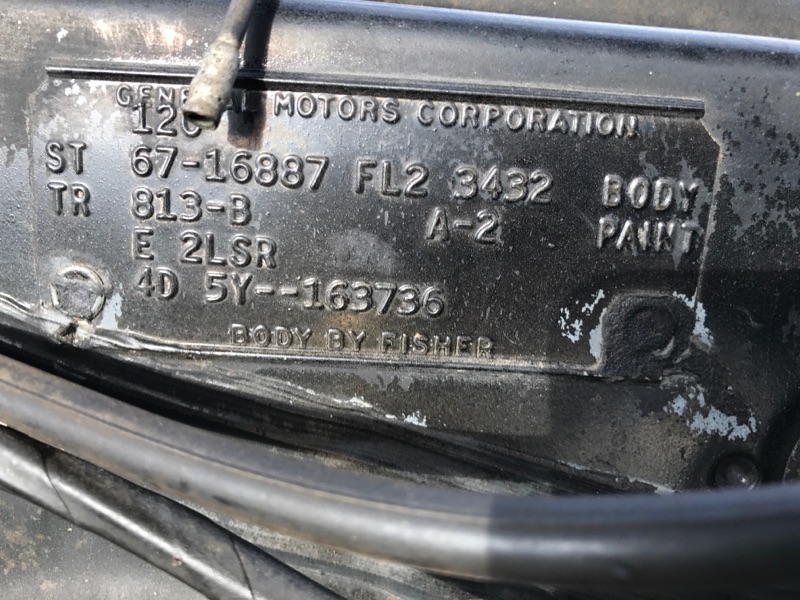 GENERAL MOTORS CORPORATION
12C
ST 67-16887 FL2 3432 BODY
TR 813-B A-2 PAINT
E 2LSR
4D 5Y--163736
BODY BY FISHER